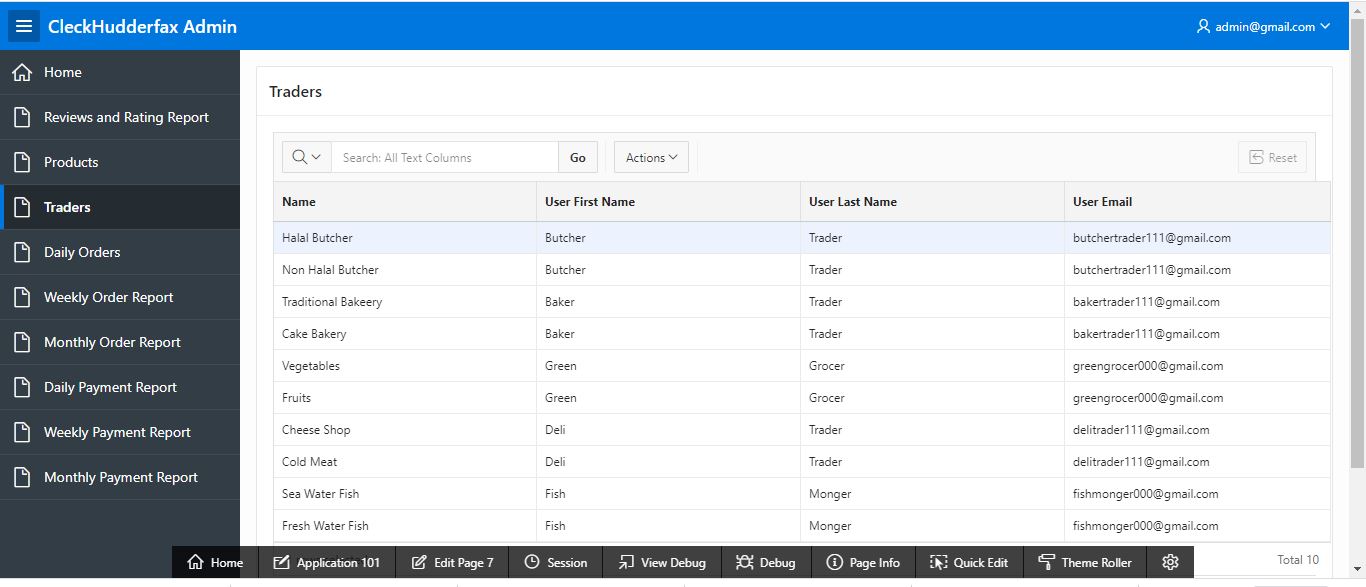 CleckHudderfax Admin
admin@gmail.com
Home
Reviews and Rating Report
Products
Traders
Daily Orders
Weekly Order Report
Monthly Order Report
Daily Payment Report
Weekly Payment Report
Monthly Payment Report
Traders
Search: All Text Columns Go Actions Reset
Name User First Name User Last Name User Email
Halal Butcher Butcher Trader butchertrader111@gmail.com
Non Halal Butcher Butcher Trader butchertrader111@gmail.com
Traditional Bakeery Baker Trader bakertrader111@gmail.com
Cake Bakery Baker Trader bakertrader111@gmail.com
Vegetables Green Grocer greengrocer000@gmail.com
Fruits Green Grocer greengrocer000@gmail.com
Cheese Shop Deli Trader delitrader111@gmail.com
Cold Meat Deli Trader delitrader111@gmail.com
Sea Water Fish Fish Monger fishmonger000@gmail.com
Fresh Water Fish Fish Monger fishmonger000@gmail.com
Total 10
Home Application 101 Edit Page 7 Session View Debug Debug Page Info Quick Edit Theme Roller